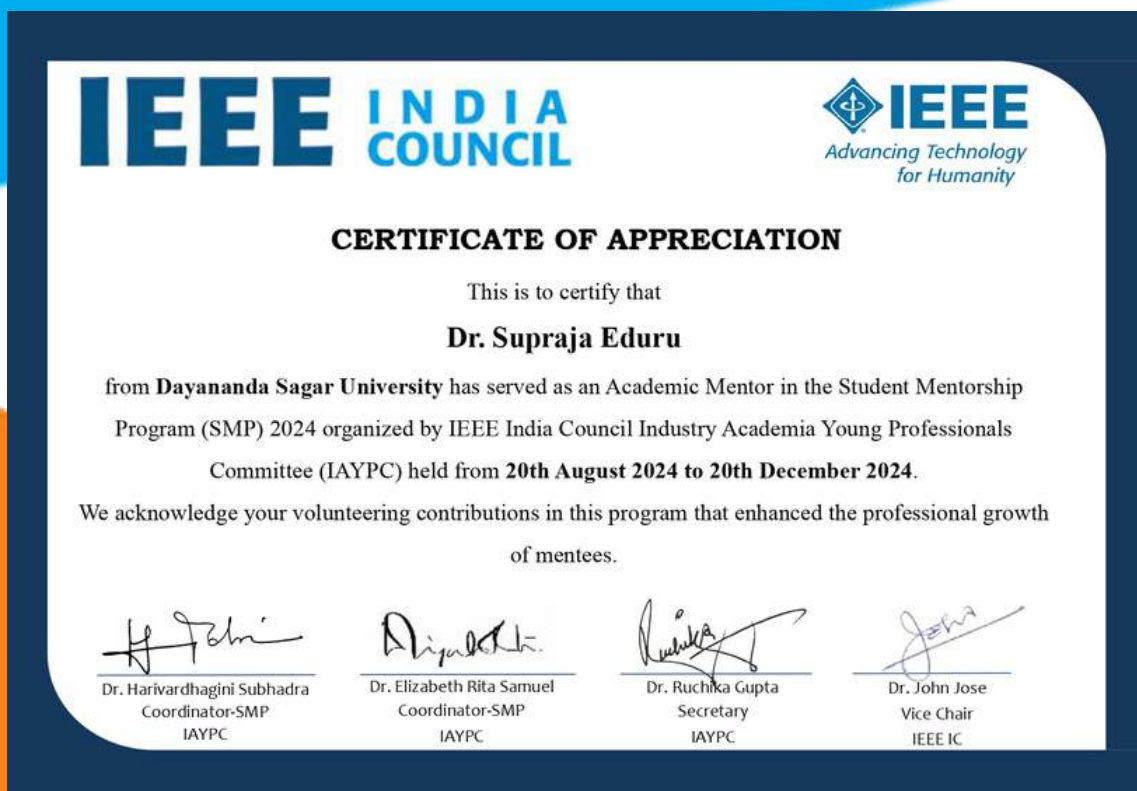 IEEE INDIA COUNCIL
IEEE
Advancing Technology
for Humanity
CERTIFICATE OF APPRECIATION
This is to certify that
Dr. Supraja Eduru
from Dayananda Sagar University has served as an Academic Mentor in the Student Mentorship
Program (SMP) 2024 organized by IEEE India Council Industry Academia Young Professionals
Committee (IAYPC) held from 20th August 2024 to 20th December 2024.
We acknowledge your volunteering contributions in this program that enhanced the professional growth
of mentees.
Ruchika
John
Dr. Harivardhagini Subhadra
Coordinator-SMP
IAYPC
Dr. Elizabeth Rita Samuel
Coordinator-SMP
IAYPC
Dr. Ruchika Gupta
Secretary
IAYPC
Dr. John Jose
Vice Chair
IEEE IC